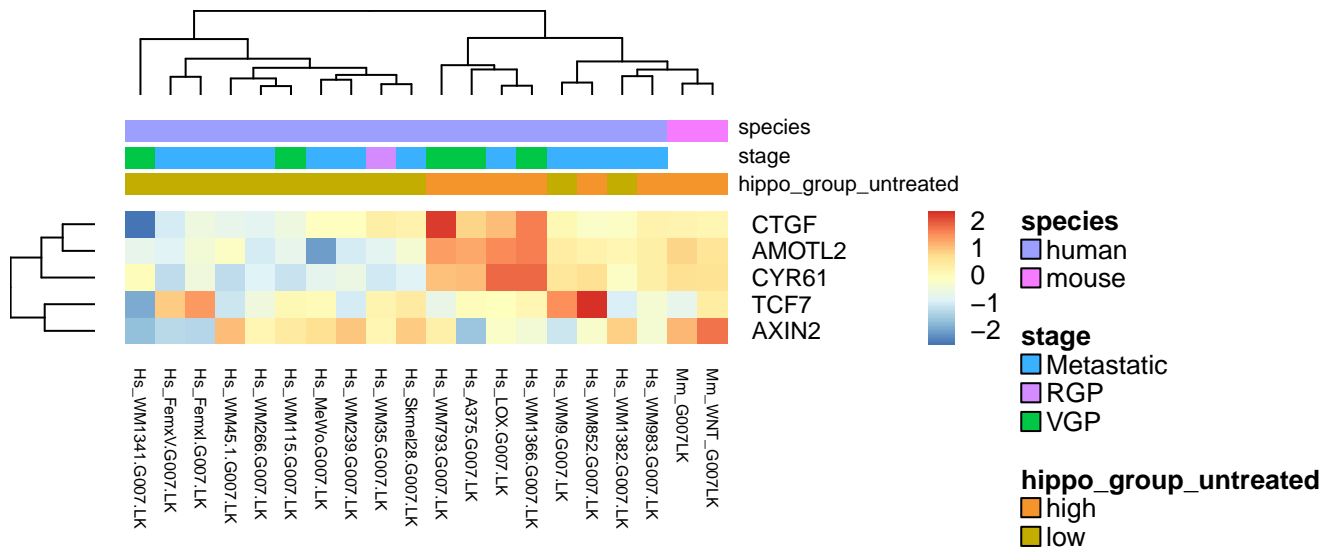 species
stage
hippo_group_untreated
CTGF
AMOTL2
CYR61
TCF7
AXIN2
2
1
0
−1
−2
species
human
mouse
stage
Metastatic
RGP
VGP
hippo_group_untreated
high
low
Hs_WM1341.G007.LK
Hs_FemxV.G007.LK
Hs_FemxI.G007.LK
Hs_WM45.1.G007.LK
Hs_WM266.G007.LK
Hs_WM115.G007.LK
Hs_MeWo.G007.LK
Hs_WM239.G007.LK
Hs_WM35.G007.LK
Hs_Skmel28.G007.LK
Hs_WM793.G007.LK
Hs_A375.G007.LK
Hs_LOX.G007.LK
Hs_WM1366.G007.LK
Hs_WM9.G007.LK
Hs_WM852.G007.LK
Hs_WM1382.G007.LK
Hs_WM983.G007.LK
Mm_G007LK
Mm_WNT_G007LK